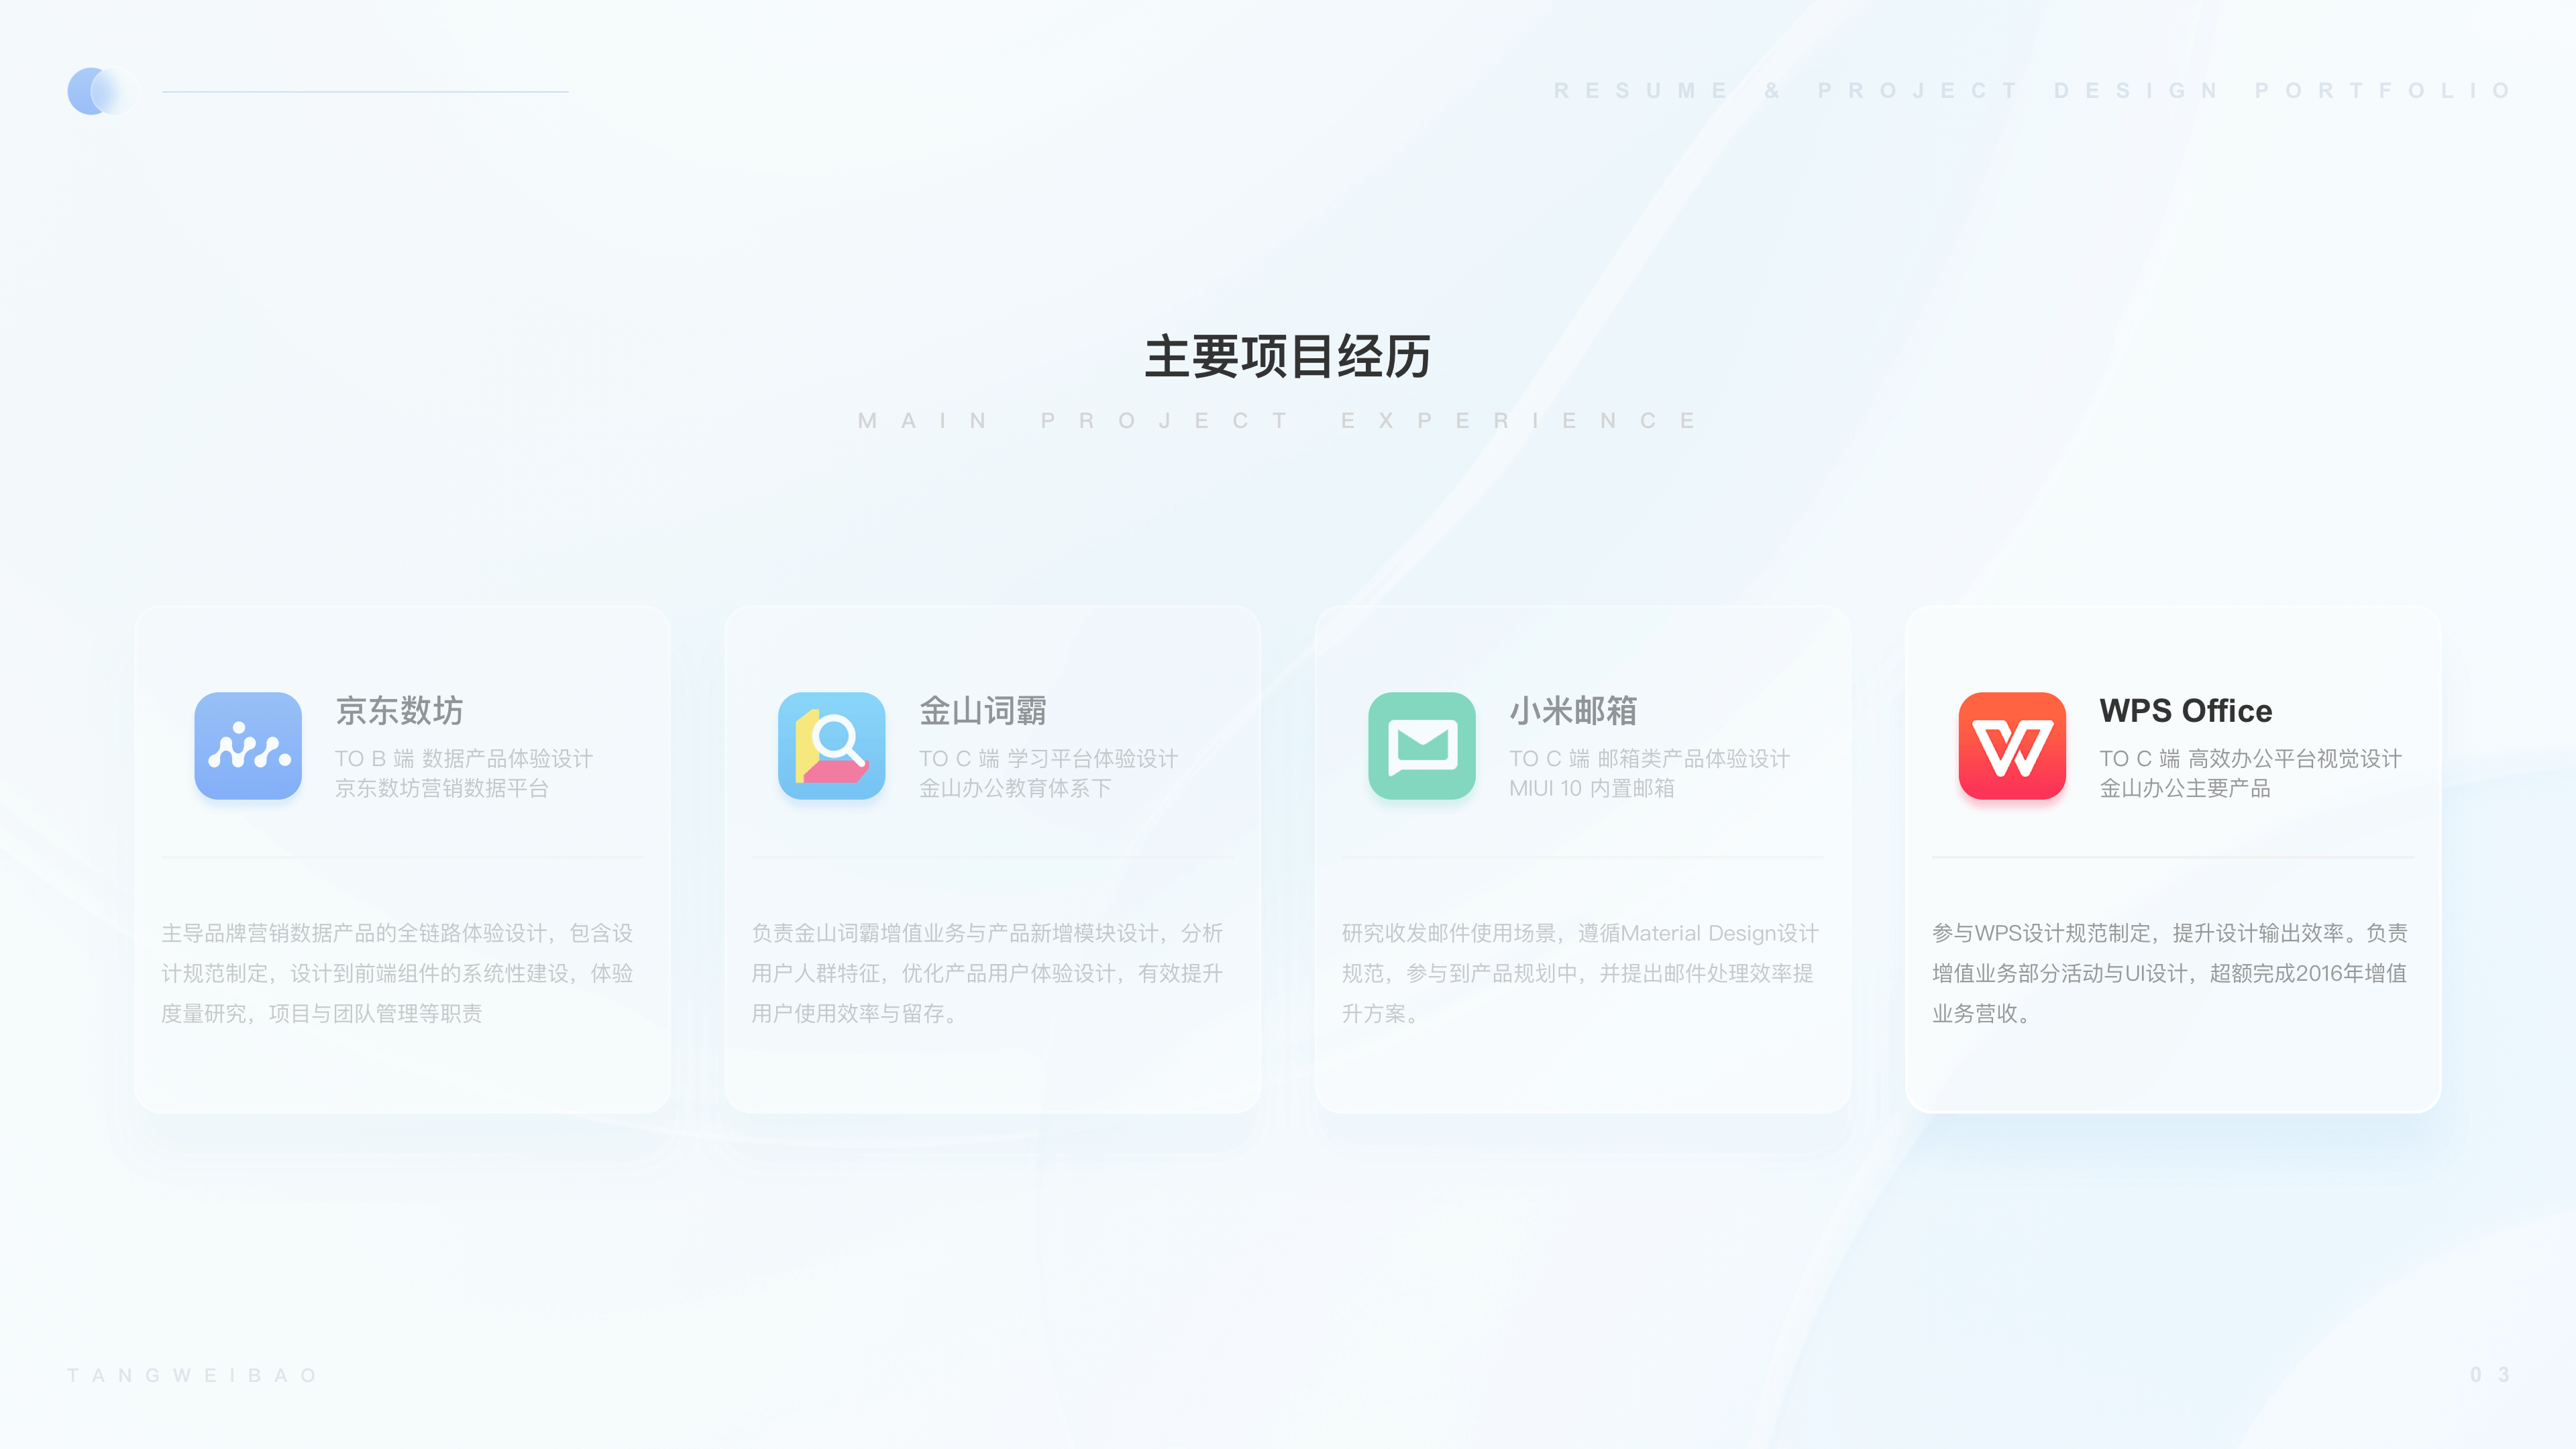 RESUME & PROJECT DESIGN PORTFOLIO
主要项目经历
MAIN PROJECT EXPERIENCE
京东数坊
TO B 端 数据产品体验设计
京东数坊营销数据平台
主导品牌营销数据产品的全链路体验设计，包含设
计规范制定，设计到前端组件的系统性建设，体验
度量研究，项目与团队管理等职责
金山词霸
TO C 端 学习平台体验设计
金山办公教育体系下
负责金山词霸增值业务与产品新增模块设计，分析
用户人群特征，优化产品用户体验设计，有效提升
用户使用效率与留存。
小米邮箱
TO C 端 邮箱类产品体验设计
MIUI 10 内置邮箱
研究收发邮件使用场景，遵循Material Design设计
规范，参与到产品规划中，并提出邮件处理效率提
升方案。
WPS Office
TO C 端 高效办公平台视觉设计
金山办公主要产品
参与WPS设计规范制定，提升设计输出效率。负责
增值业务部分活动与UI设计，超额完成2016年增值
业务营收。
TANGWEIBAO
03